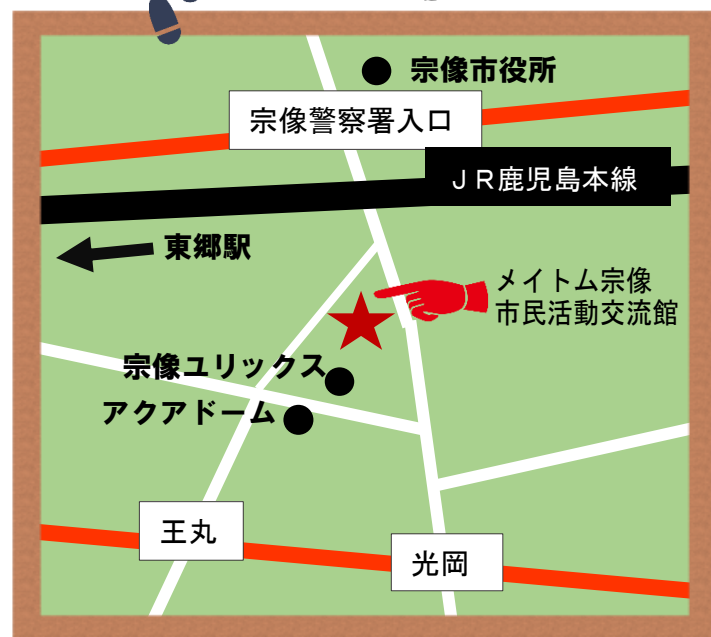 宗像市役所
宗像警察署入口
ＪＲ鹿児島本線
東郷駅
メイトム宗像
市民活動交流館
宗像ユリックス
アクアドーム
王丸
光岡